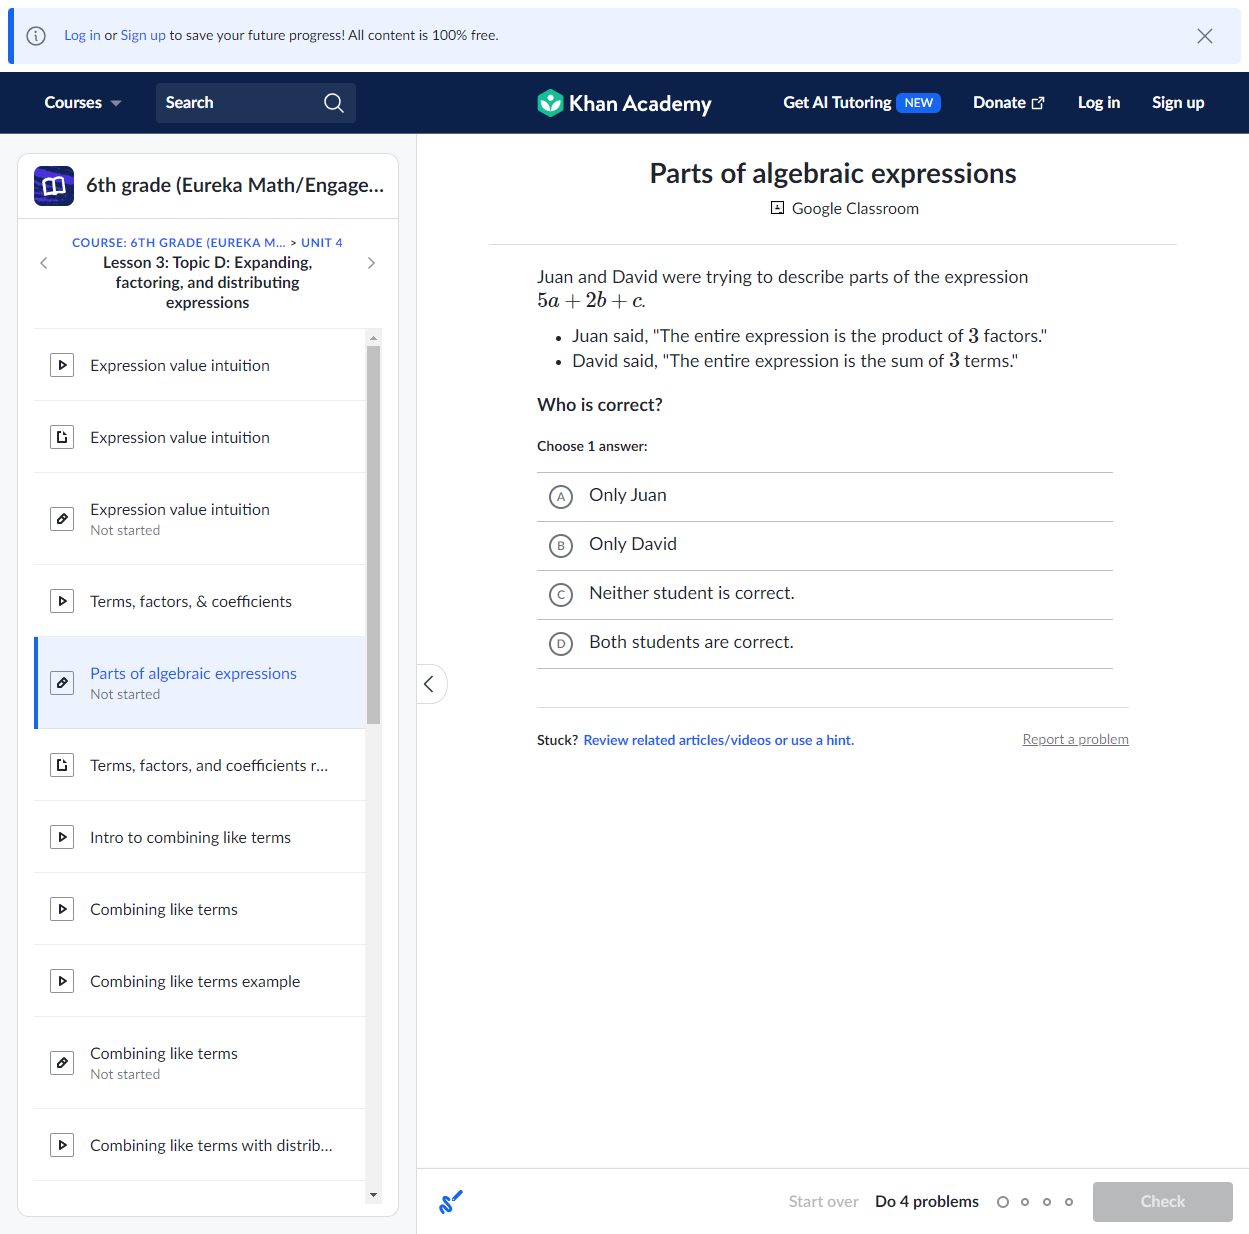 Log in or Sign up to save your future progress! All content is 100% free.
Courses
Search
Khan Academy
Get AI Tutoring NEW
Donate
Log in
Sign up
6th grade (Eureka Math/Engage...
COURSE: 6TH GRADE (EUREKA M... > UNIT 4
Lesson 3: Topic D: Expanding,
factoring, and distributing
expressions
Expression value intuition
Expression value intuition
Expression value intuition
Not started
Terms, factors, & coefficients
Parts of algebraic expressions
Not started
Terms, factors, and coefficients r...
Intro to combining like terms
Combining like terms
Combining like terms example
Combining like terms
Not started
Combining like terms with distrib...
Parts of algebraic expressions
Google Classroom
Juan and David were trying to describe parts of the expression
5a + 2b + c.
• Juan said, "The entire expression is the product of 3 factors."
• David said, "The entire expression is the sum of 3 terms."
Who is correct?
Choose 1 answer:
A Only Juan
B Only David
C Neither student is correct.
D Both students are correct.
Stuck? Review related articles/videos or use a hint.
Report a problem
Start over
Do 4 problems
Check